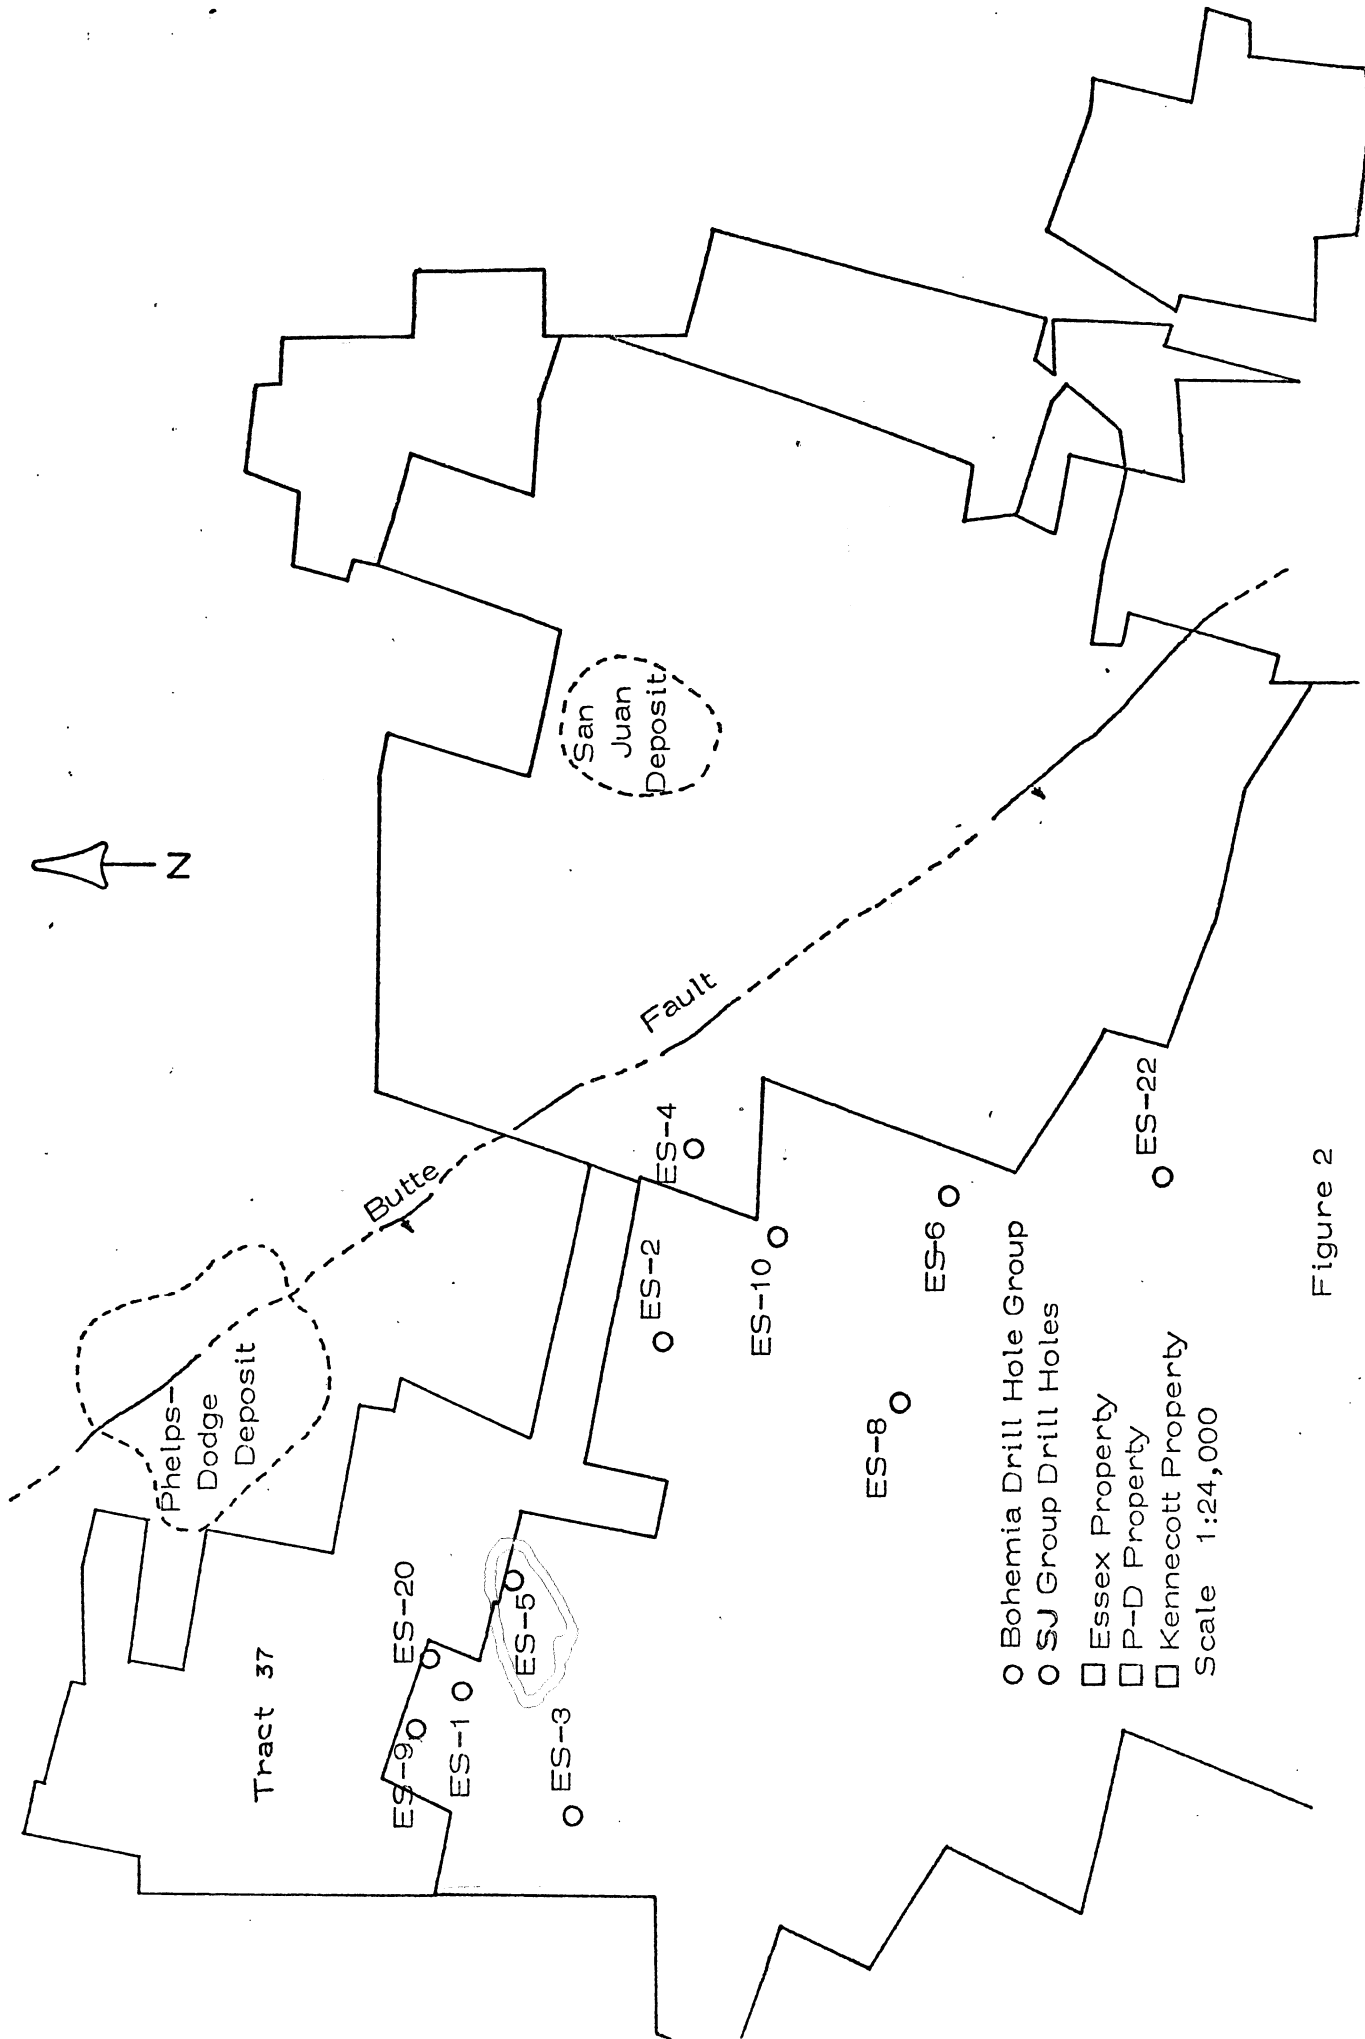 N
Tract 37
Phelps-
Dodge
Deposit
Butte
Fault
San
Juan
Deposit
ES-9
ES-20
ES-1
ES-5
ES-3
ES-2
ES-4
ES-10
ES-6
ES-8
ES-22
Bohemia Drill Hole Group
SJ Group Drill Holes
Essex Property
P-D Property
Kennecott Property
Scale 1:24,000
Figure 2